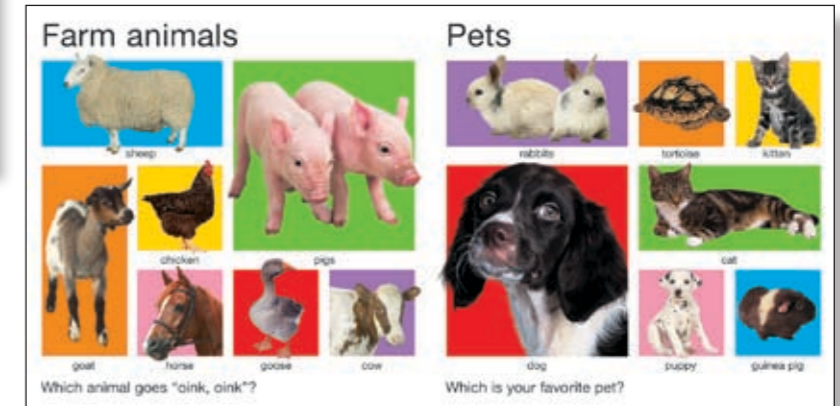 Farm animals
sheep
pigs
chicken
goat
horse
goose
cow
Which animal goes "oink, oink"?
Pets
rabbits
tortoise
kitten
dog
cat
puppy
guinea pig
Which is your favorite pet?